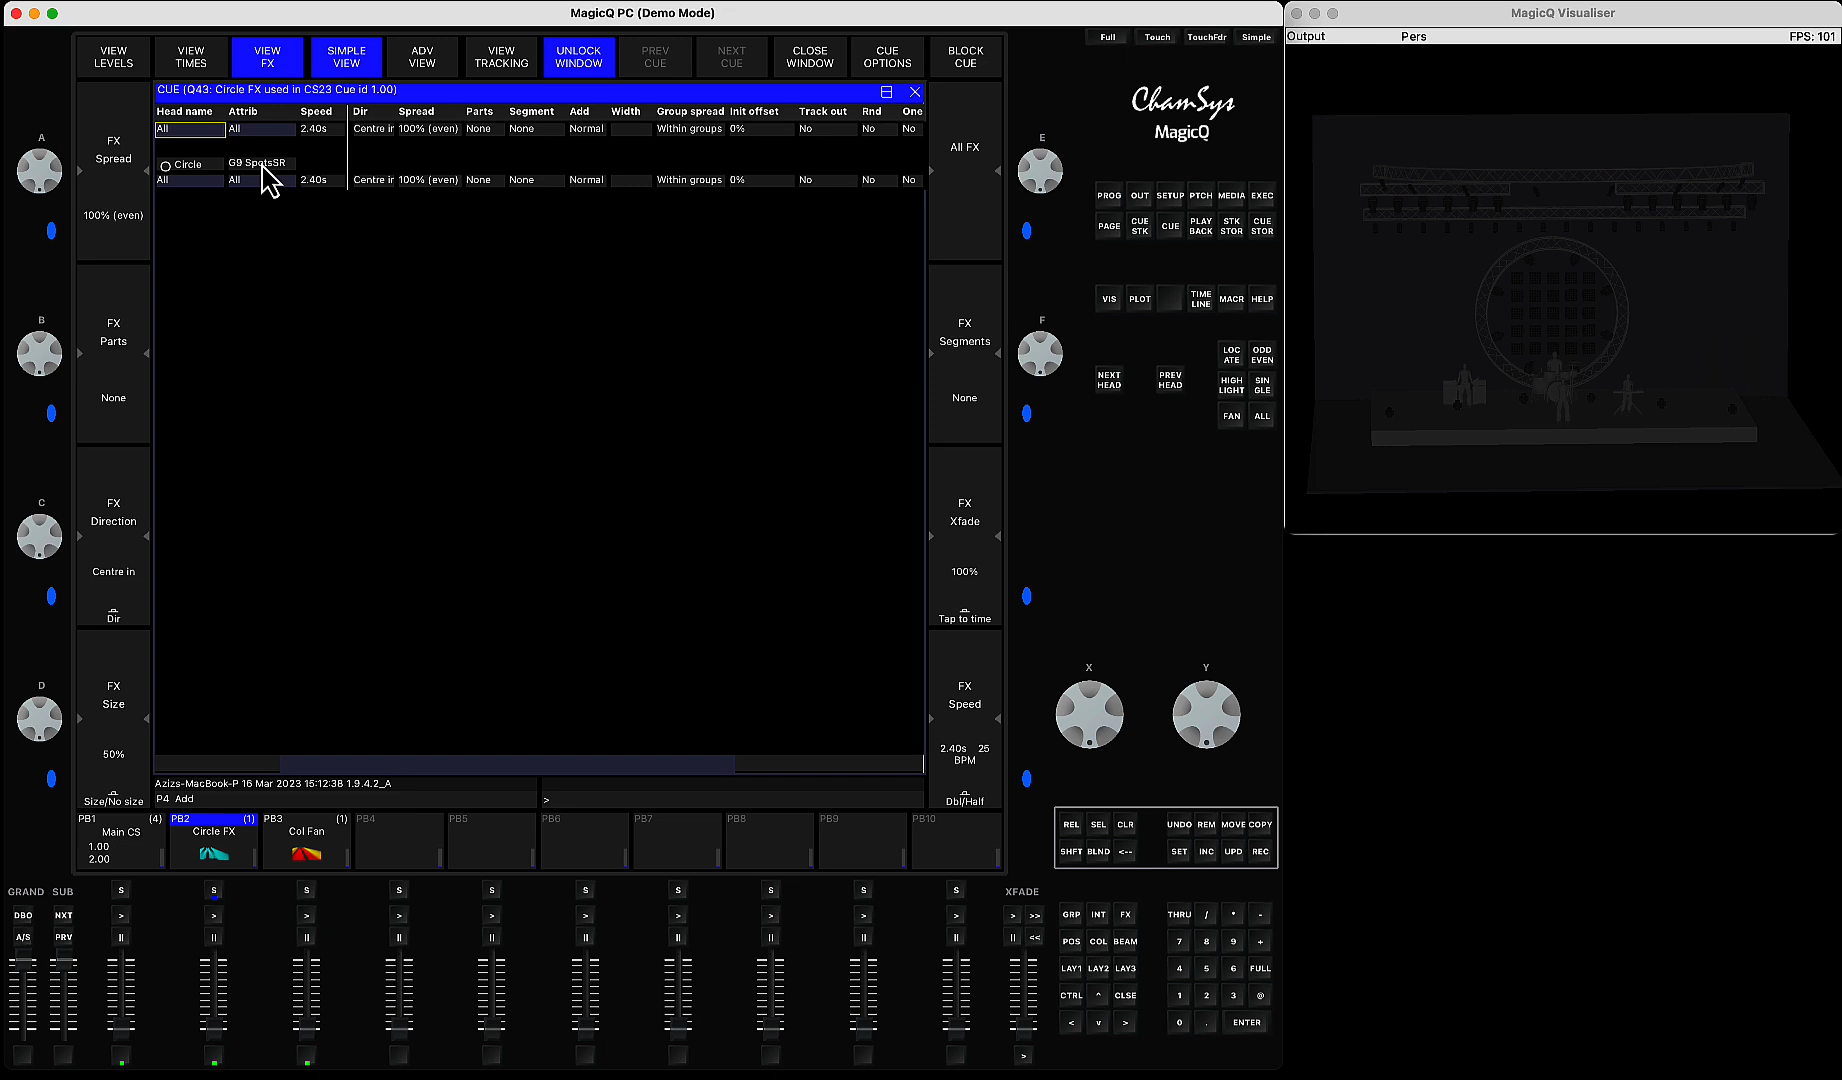 MagicQ PC (Demo Mode)
MagicQ Visualiser
Output Pers FPS: 101
VIEW LEVELS
VIEW TIMES
VIEW FX
SIMPLE VIEW
ADV VIEW
VIEW TRACKING
UNLOCK WINDOW
PREV CUE
NEXT CUE
CLOSE WINDOW
CUE OPTIONS
BLOCK CUE
Full Touch TouchFdr Simple
CUE (Q43: Circle FX used in CS23 Cue id 1.00)
Head name Attrib Speed Dir Spread Parts Segment Add Width Group spread Init offset Track out Rnd One
All All 2.40s Centre in 100% (even) None None Normal Within groups 0% No No No
Circle G9 SpotsSR
All All 2.40s Centre in 100% (even) None None Normal Within groups 0% No No No
A
FX
Spread
100% (even)
B
FX
Parts
None
C
FX
Direction
Centre in
Dir
D
FX
Size
50%
Size/No size
All FX
E
FX
Segments
None
F
FX
Xfade
100%
Tap to time
FX
Speed
2.40s 25
BPM
Dbl/Half
ChamSys
MagicQ
PROG OUT SETUP PTCH MEDIA EXEC
PAGE CUE STK CUE PLAY BACK STK STOR CUE STOR
VIS PLOT TIME LINE MACR HELP
LOC ATE ODD EVEN
NEXT HEAD PREV HEAD HIGH LIGHT SIN GLE
FAN ALL
X Y
Azizs-MacBook-P 16 Mar 2023 15:12:38 1.9.4.2_A
P4 Add >
PB1 (4) PB2 (1) PB3 (1) PB4 PB5 PB6 PB7 PB8 PB9 PB10
Main CS Circle FX Col Fan
1.00
2.00
REL SEL CLR UNDO REM MOVE COPY
SHFT BLND <-- SET INC UPD REC
GRAND SUB S S S S S S S S S S XFADE
DBO NXT > > > > > > > > > > > >>
A/S PRV II II II II II II II II II II II <<
GRP INT FX THRU / * -
POS COL BEAM 7 8 9 +
LAY1 LAY2 LAY3 4 5 6 FULL
CTRL ^ CLSE 1 2 3 @
< v > 0 . ENTER
>